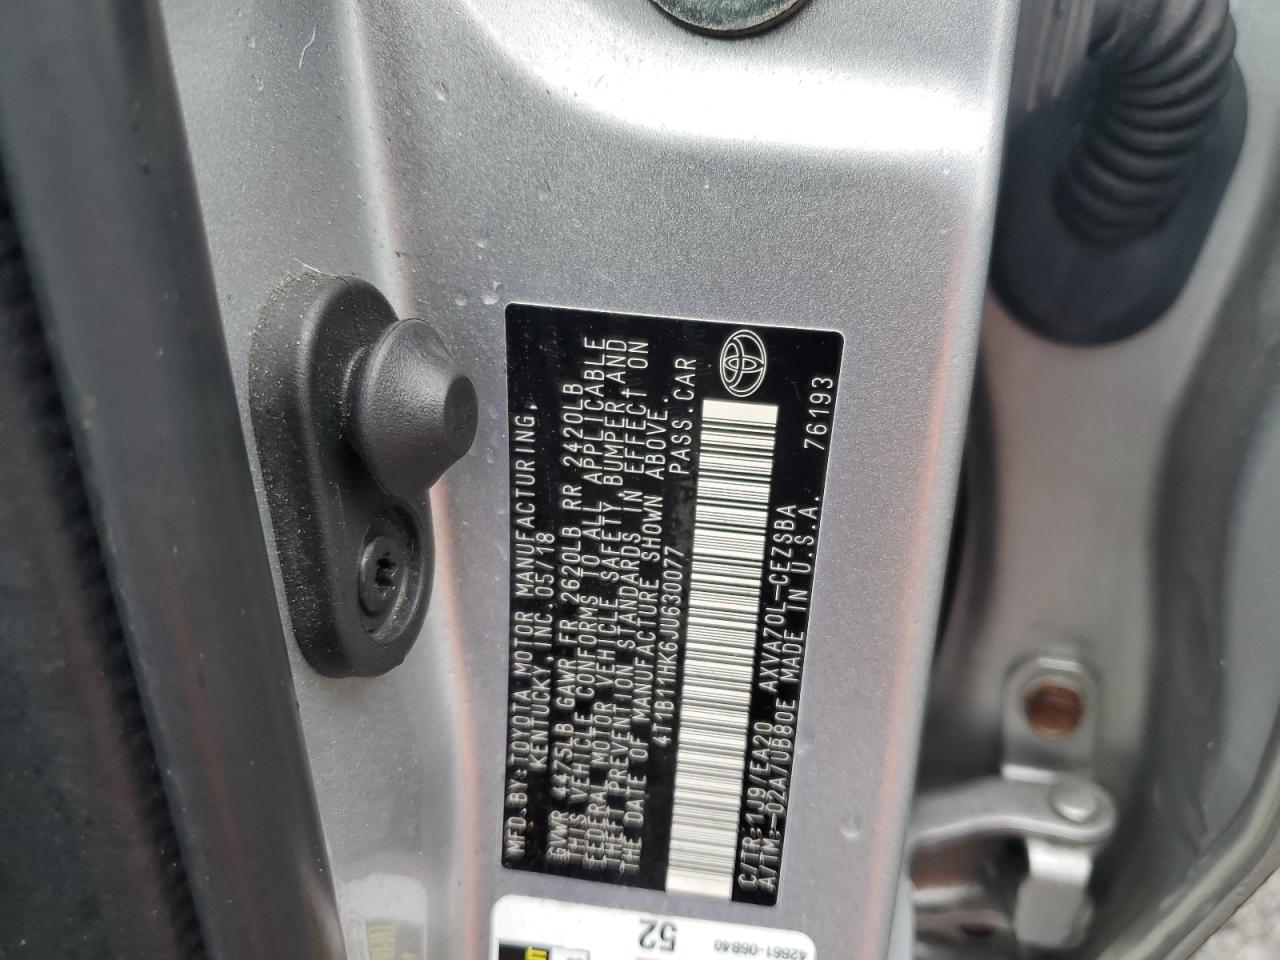 MFD.BY:TOYOTA MOTOR MANUFACTURING,
KENTUCKY, INC.05/18
GVWR 4475LB GAWR FR 2620LB RR 2420LB
THIS VEHICLE CONFORMS TO ALL APPLICABLE
FEDERAL MOTOR VEHICLE SAFETY, BUMPER, AND
THEFT PREVENTION STANDARDS IN EFFECT ON
THE DATE OF MANUFACTURE SHOWN ABOVE.
4T1B11HK6JU630077 PASS.CAR
C/TR:1J9/FA20 AXVA70L-CEZSBA
A/TM:-02A/UB80E MADE IN U.S.A. 76193
52
42661-06840